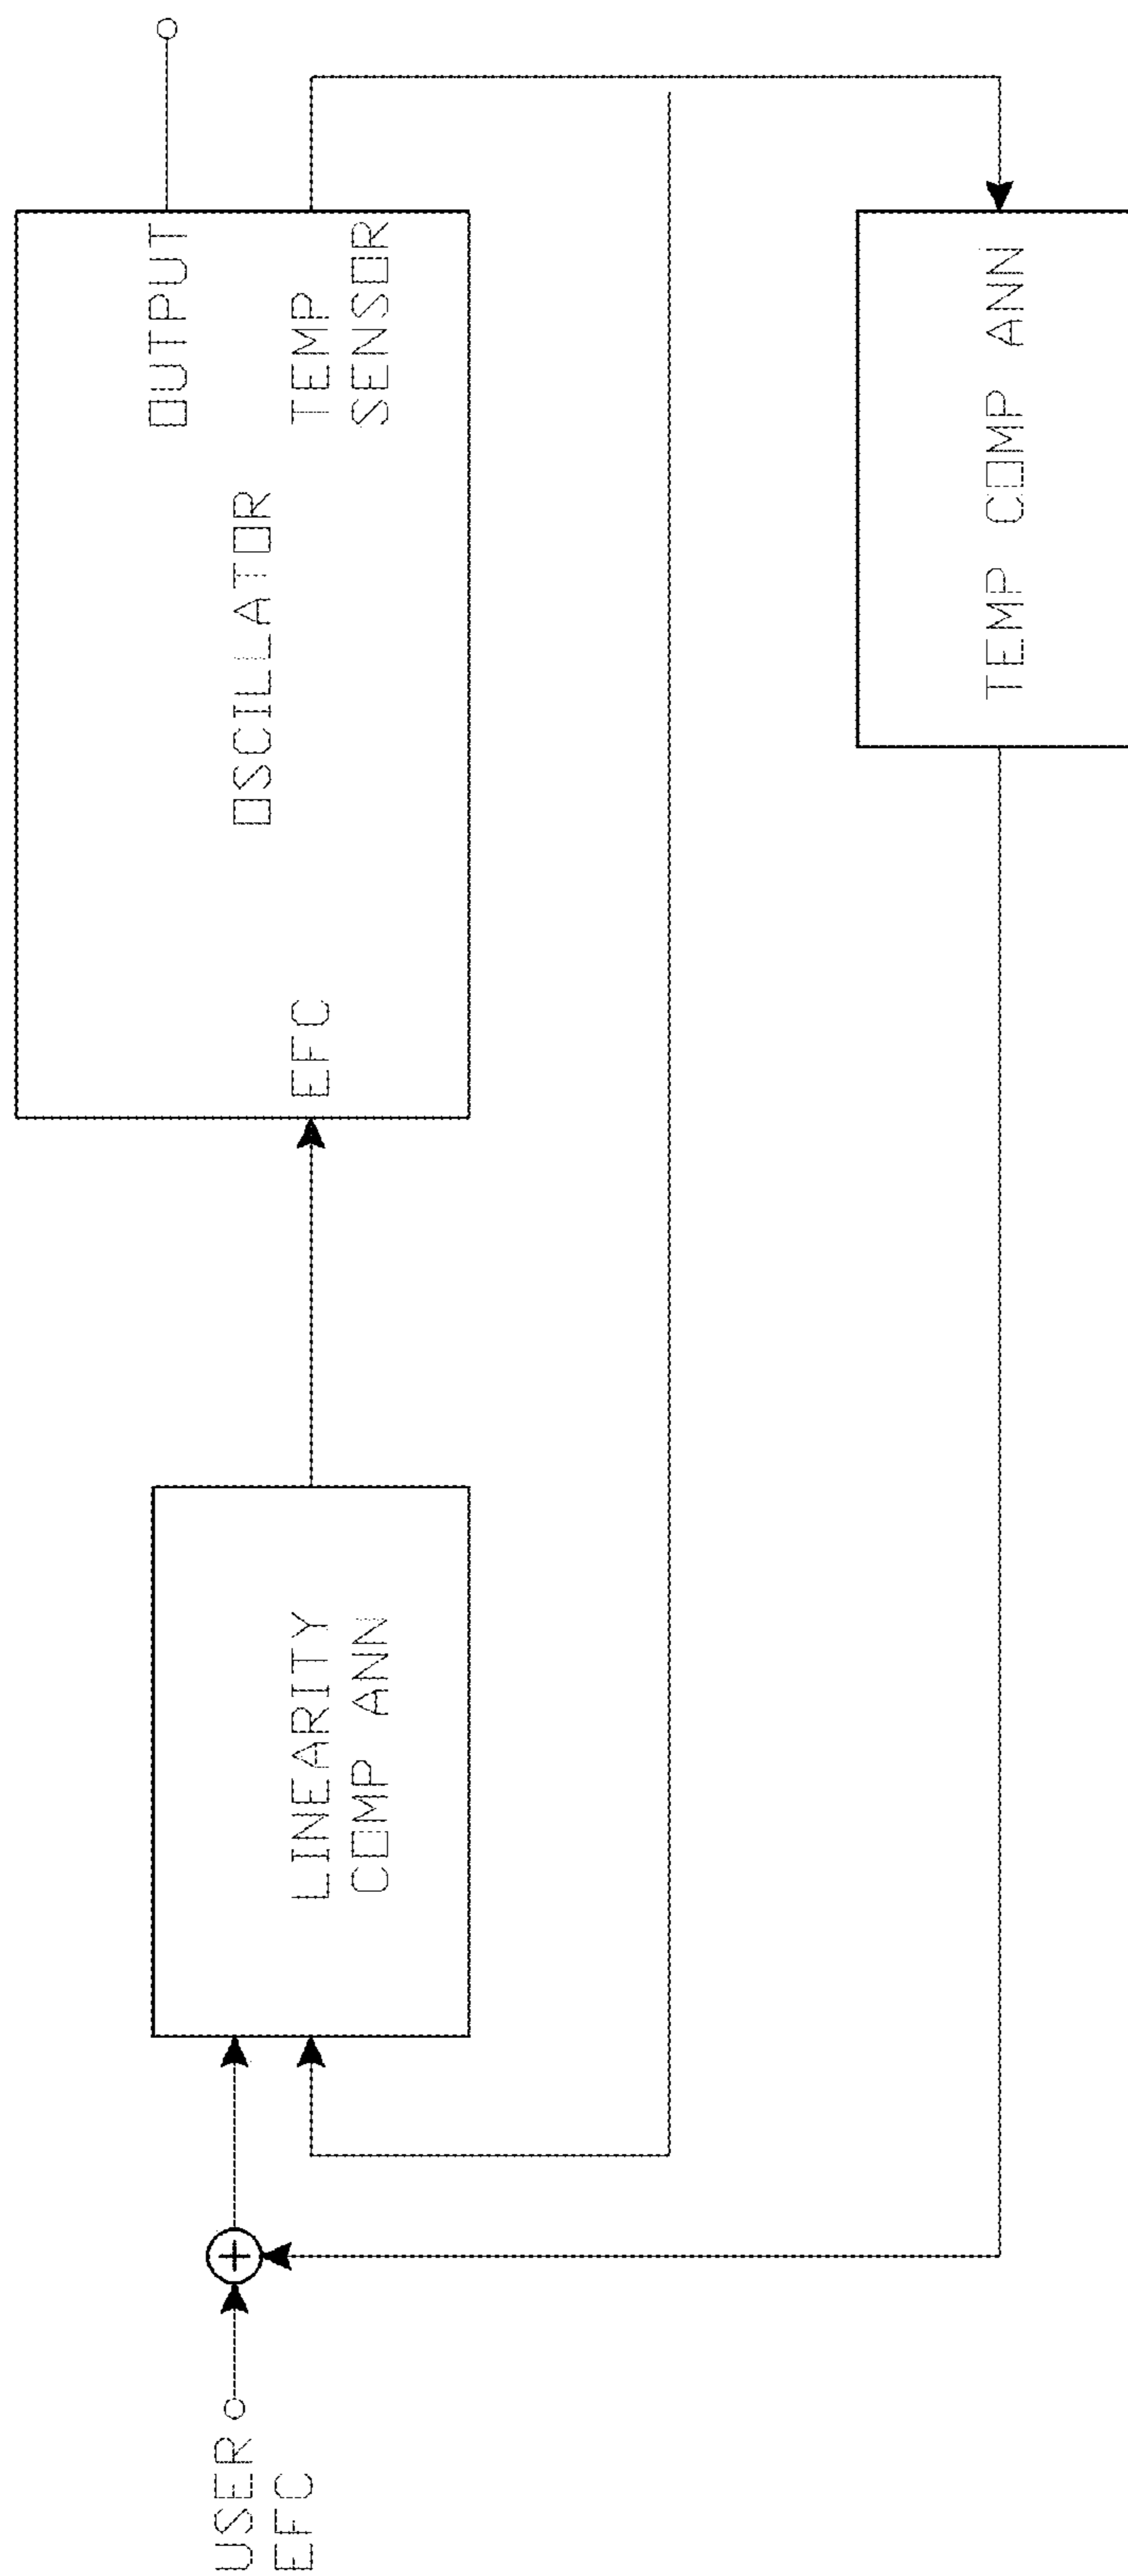 USER
EFC
LINEARITY
COMP ANN
EFC
OSCILLATOR
OUTPUT
TEMP
SENSOR
TEMP COMP ANN